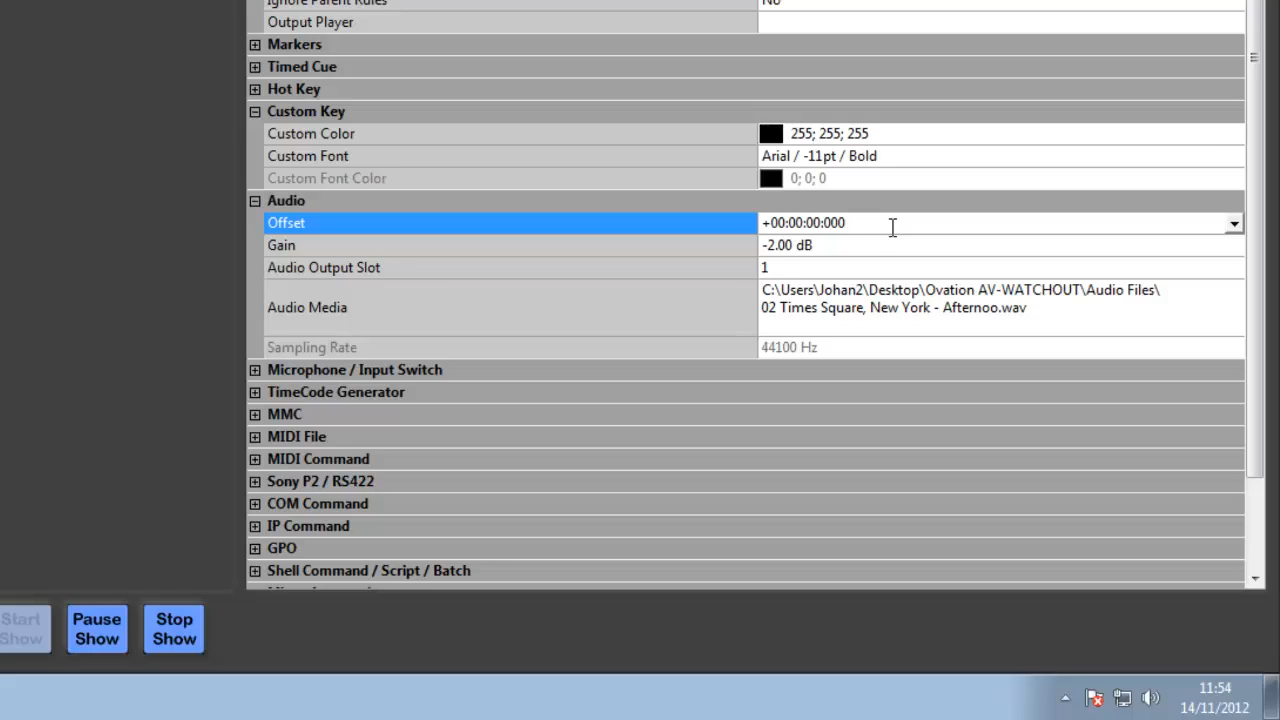 Ignore Parent Rules No
Output Player
Markers
Timed Cue
Hot Key
Custom Key
Custom Color 255; 255; 255
Custom Font Arial / -11pt / Bold
Custom Font Color 0; 0; 0
Audio
Offset +00:00:00:000
Gain -2.00 dB
Audio Output Slot 1
Audio Media C:\Users\Johan2\Desktop\Ovation AV-WATCHOUT\Audio Files\
02 Times Square, New York - Afternoo.wav
Sampling Rate 44100 Hz
Microphone / Input Switch
TimeCode Generator
MMC
MIDI File
MIDI Command
Sony P2 / RS422
COM Command
IP Command
GPO
Shell Command / Script / Batch
Start Show
Pause Show
Stop Show
11:54
14/11/2012